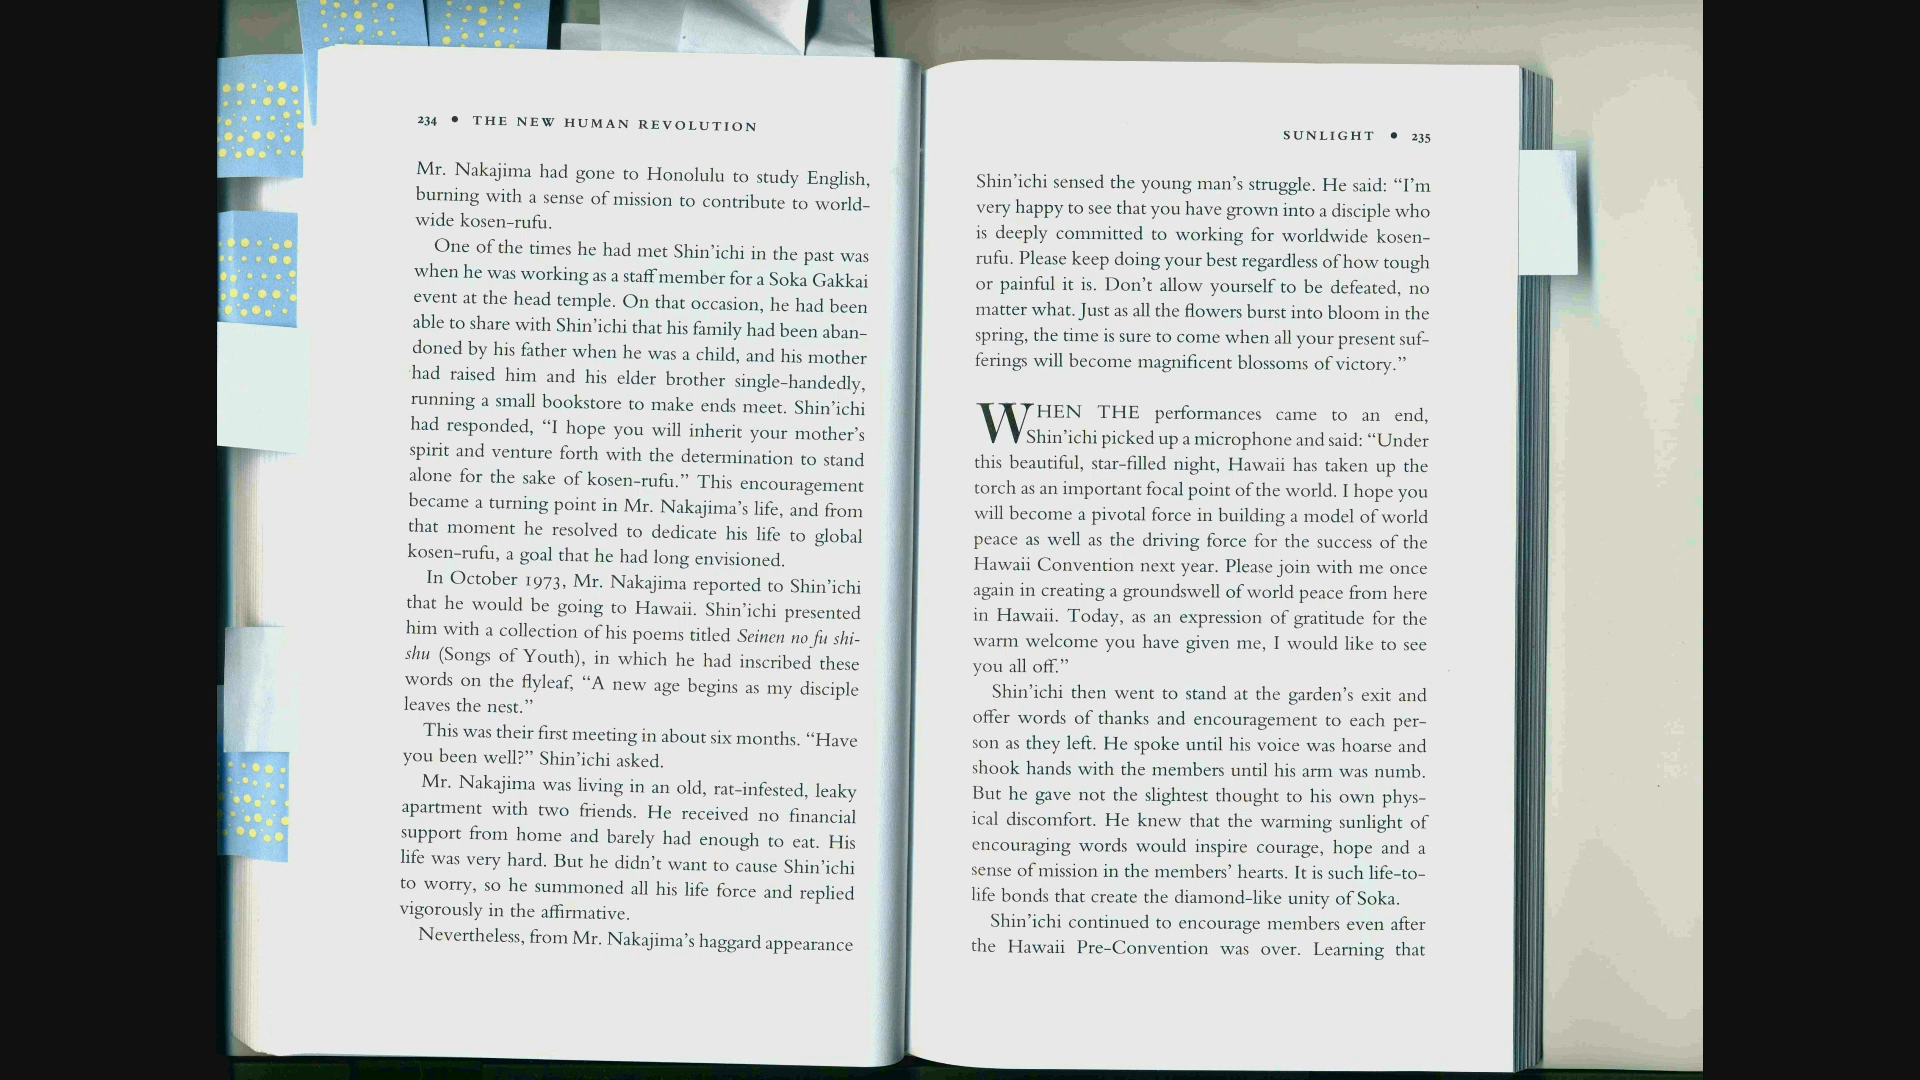 234 • THE NEW HUMAN REVOLUTION
Mr. Nakajima had gone to Honolulu to study English,
burning with a sense of mission to contribute to world-
wide kosen-rufu.
One of the times he had met Shin’ichi in the past was
when he was working as a staff member for a Soka Gakkai
event at the head temple. On that occasion, he had been
able to share with Shin’ichi that his family had been aban-
doned by his father when he was a child, and his mother
had raised him and his elder brother single-handedly,
running a small bookstore to make ends meet. Shin’ichi
had responded, “I hope you will inherit your mother’s
spirit and venture forth with the determination to stand
alone for the sake of kosen-rufu.” This encouragement
became a turning point in Mr. Nakajima’s life, and from
that moment he resolved to dedicate his life to global
kosen-rufu, a goal that he had long envisioned.
In October 1973, Mr. Nakajima reported to Shin’ichi
that he would be going to Hawaii. Shin’ichi presented
him with a collection of his poems titled Seinen no fu shi-
shu (Songs of Youth), in which he had inscribed these
words on the flyleaf, “A new age begins as my disciple
leaves the nest.”
This was their first meeting in about six months. “Have
you been well?” Shin’ichi asked.
Mr. Nakajima was living in an old, rat-infested, leaky
apartment with two friends. He received no financial
support from home and barely had enough to eat. His
life was very hard. But he didn’t want to cause Shin’ichi
to worry, so he summoned all his life force and replied
vigorously in the affirmative.
Nevertheless, from Mr. Nakajima’s haggard appearance
SUNLIGHT • 235
Shin’ichi sensed the young man’s struggle. He said: “I’m
very happy to see that you have grown into a disciple who
is deeply committed to working for worldwide kosen-
rufu. Please keep doing your best regardless of how tough
or painful it is. Don’t allow yourself to be defeated, no
matter what. Just as all the flowers burst into bloom in the
spring, the time is sure to come when all your present suf-
ferings will become magnificent blossoms of victory.”
WHEN THE performances came to an end,
Shin’ichi picked up a microphone and said: “Under
this beautiful, star-filled night, Hawaii has taken up the
torch as an important focal point of the world. I hope you
will become a pivotal force in building a model of world
peace as well as the driving force for the success of the
Hawaii Convention next year. Please join with me once
again in creating a groundswell of world peace from here
in Hawaii. Today, as an expression of gratitude for the
warm welcome you have given me, I would like to see
you all off.”
Shin’ichi then went to stand at the garden’s exit and
offer words of thanks and encouragement to each per-
son as they left. He spoke until his voice was hoarse and
shook hands with the members until his arm was numb.
But he gave not the slightest thought to his own phys-
ical discomfort. He knew that the warming sunlight of
encouraging words would inspire courage, hope and a
sense of mission in the members’ hearts. It is such life-to-
life bonds that create the diamond-like unity of Soka.
Shin’ichi continued to encourage members even after
the Hawaii Pre-Convention was over. Learning that